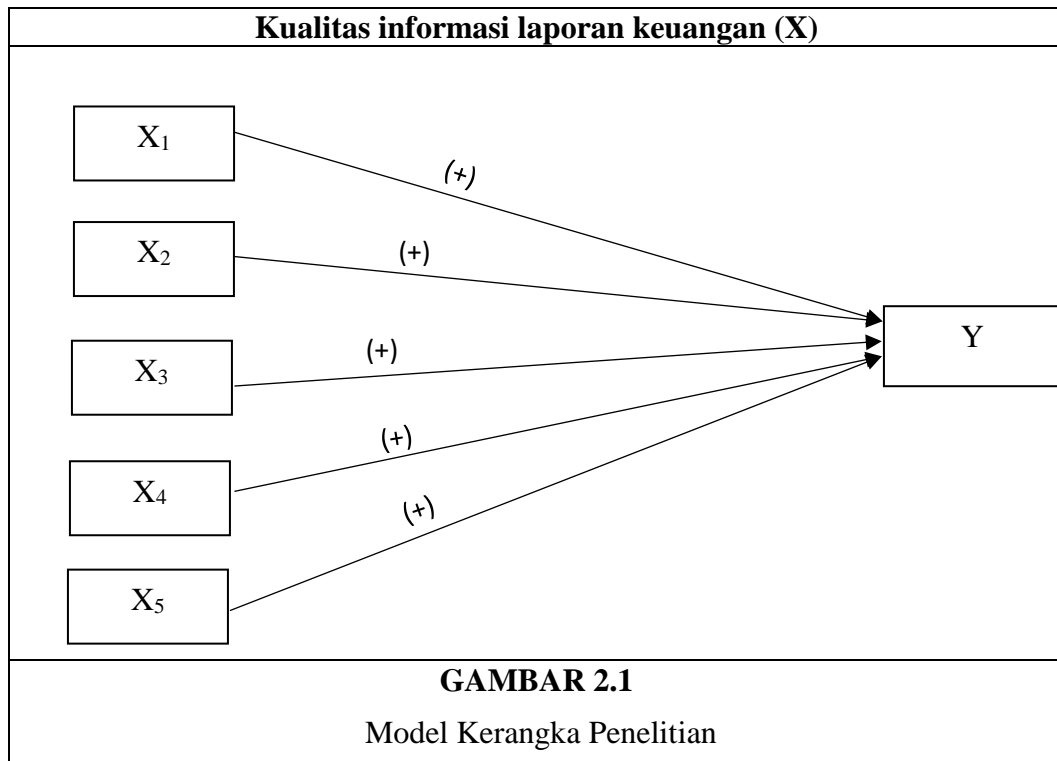 Kualitas informasi laporan keuangan (X)
X₁
(+)
X₂
(+)
Y
X₃
(+)
X₄
(+)
X₅
(+)
GAMBAR 2.1
Model Kerangka Penelitian